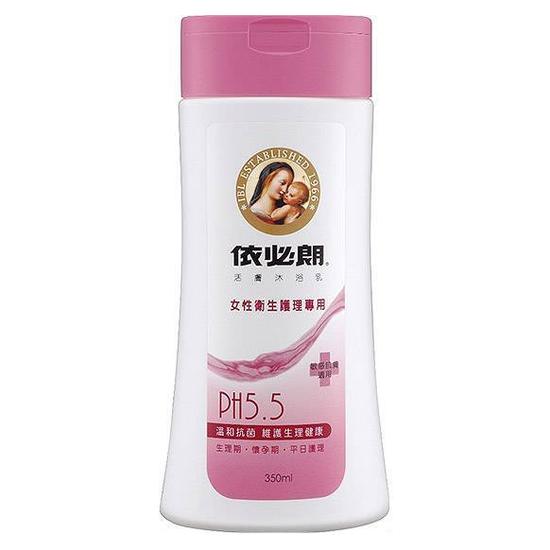 IBL ESTABLISHED 1966
依必朗®
活膚沐浴乳
女性衛生護理專用
敏感肌膚
適用
PH5.5
溫和抗菌 維護生理健康
生理期・懷孕期・平日護理
350ml